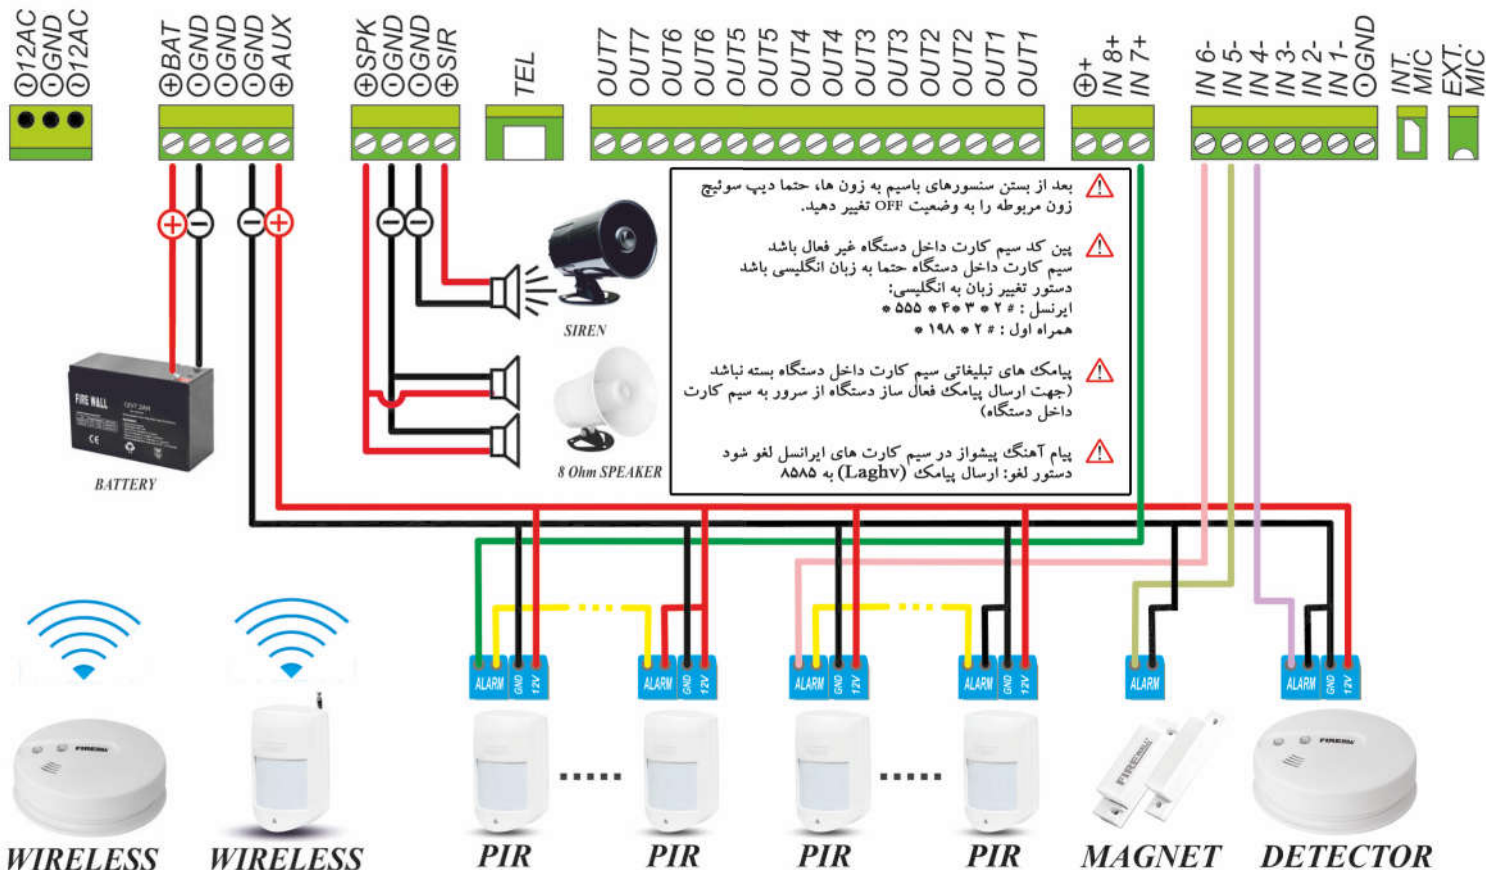 ⊝12AC
⊖GND
⊝12AC
⊕BAT
⊖GND
⊖GND
⊖GND
⊕AUX
⊕SPK
⊖GND
⊖GND
⊕SIR
TEL
OUT7
OUT7
OUT6
OUT6
OUT5
OUT5
OUT4
OUT4
OUT3
OUT3
OUT2
OUT2
OUT1
OUT1
⊕+
IN 8+
IN 7+
IN 6-
IN 5-
IN 4-
IN 3-
IN 2-
IN 1-
⊖GND
INT.
MIC
EXT.
MIC
بعد از بستن سنسورهای باسیم به زون ها، حتما دیپ سوئیچ
زون مربوطه را به وضعیت OFF تغییر دهید.
پین کد سیم کارت داخل دستگاه غیر فعال باشد
سیم کارت داخل دستگاه حتما به زبان انگلیسی باشد
دستور تغییر زبان به انگلیسی:
ایرنسل : # ۲ * ۳ * ۴ * ۵۵۵ *
همراه اول : # ۲ * ۱۹۸ *
پیامک های تبلیغاتی سیم کارت داخل دستگاه بسته نباشد
(جهت ارسال پیامک فعال ساز دستگاه از سرور به سیم کارت
داخل دستگاه)
پیام آهنگ پیشواز در سیم کارت های ایرانسل لغو شود
دستور لغو: ارسال پیامک (Laghv) به ۸۵۸۵
SIREN
8 Ohm SPEAKER
FIRE WALL
CE
BATTERY
ALARM
GND
12V
ALARM
GND
12V
ALARM
GND
12V
ALARM
GND
12V
ALARM
ALARM
GND
12V
FIREWALL
WIRELESS
WIRELESS
PIR
PIR
PIR
PIR
MAGNET
DETECTOR